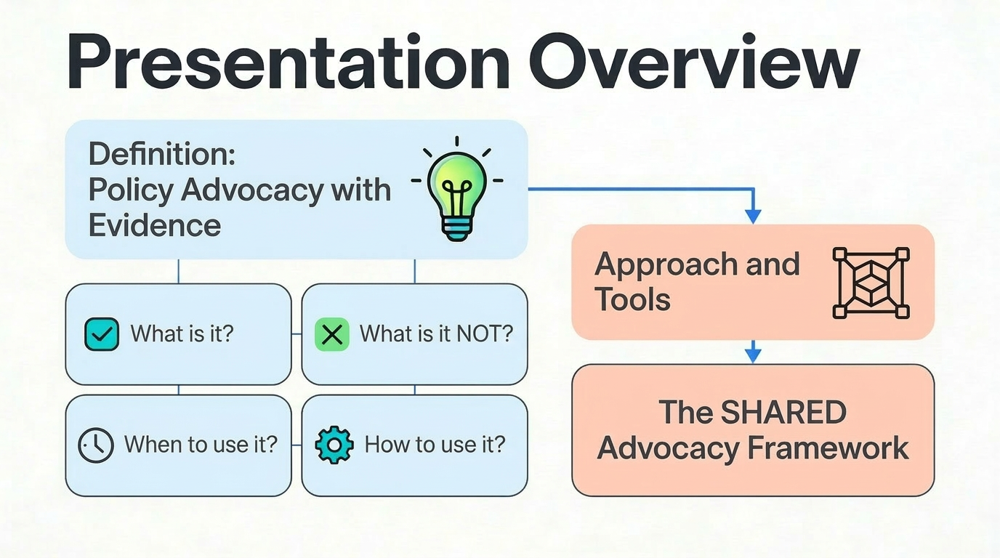 Presentation Overview
Definition:
Policy Advocacy with
Evidence
What is it?
What is it NOT?
When to use it?
How to use it?
Approach and
Tools
The SHARED
Advocacy Framework